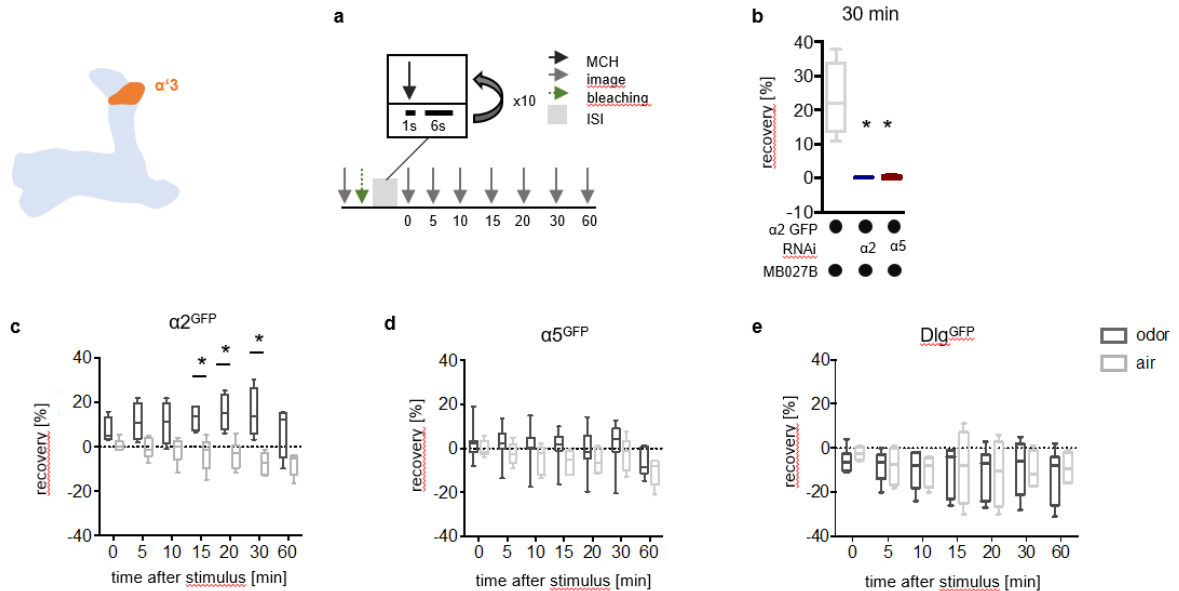 α‘3
a
MCH
image
bleaching
ISI
x10
1s 6s
0 5 10 15 20 30 60
b
30 min
recovery [%]
40
30
20
10
0
-10
* *
α2 GFP
RNAi α2 α5
MB027B
c
α2GFP
recovery [%]
40
20
0
-20
-40
* * *
0 5 10 15 20 30 60
time after stimulus [min]
d
α5GFP
recovery [%]
40
20
0
-20
-40
0 5 10 15 20 30 60
time after stimulus [min]
e
DlgGFP
recovery [%]
40
20
0
-20
-40
0 5 10 15 20 30 60
time after stimulus [min]
odor
air